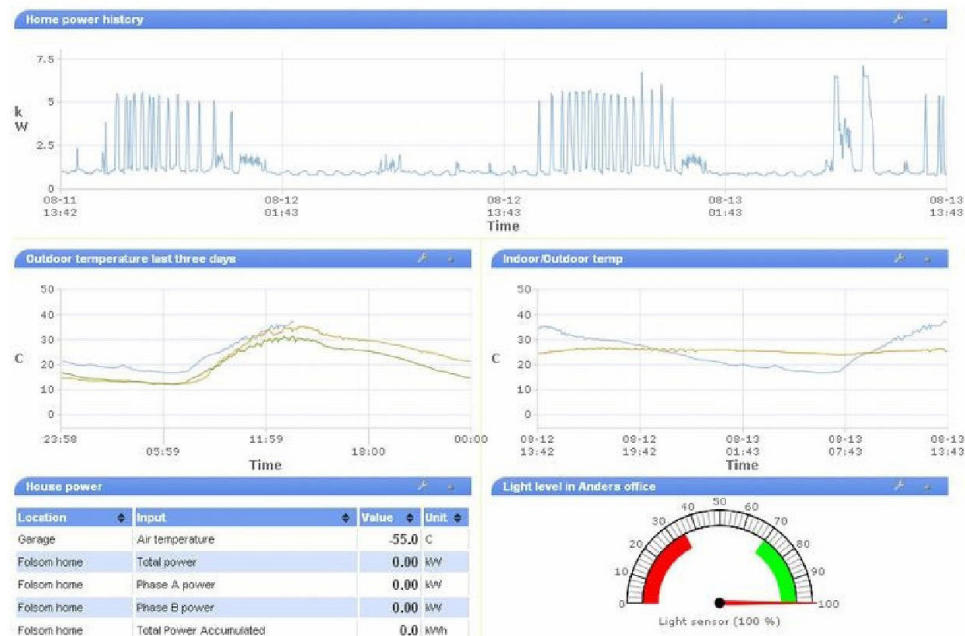 Home power history
7.5
5
k
W
2.5
0
08-11 08-12 08-12 08-13 08-13
13:42 01:43 13:43 01:43 13:43
Time
Outdoor temperature last three days
50
40
30
C
20
10
0
23:58 11:59 00:00
05:59 18:00
Time
Indoor/Outdoor temp
50
40
30
C
20
10
0
08-12 08-12 08-13 08-13 08-13
13:42 19:42 01:43 07:43 13:43
Time
House power
Location Input Value Unit
Garage Air temperature -55.0 C
Folsom home Total power 0.00 kW
Folsom home Phase A power 0.00 kW
Folsom home Phase B power 0.00 kW
Folsom home Total Power Accumulated 0.0 kWh
Light level in Anders office
0 10 20 30 40 50 60 70 80 90 100
Light sensor (100 %)